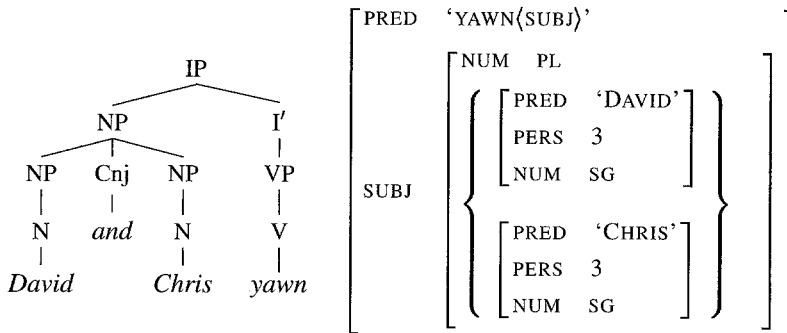 IP
NP I′
NP Cnj NP VP
N and N V
David Chris yawn
PRED ‘YAWN⟨SUBJ⟩’
NUM PL
PRED ‘DAVID’
PERS 3
NUM SG
SUBJ
PRED ‘CHRIS’
PERS 3
NUM SG